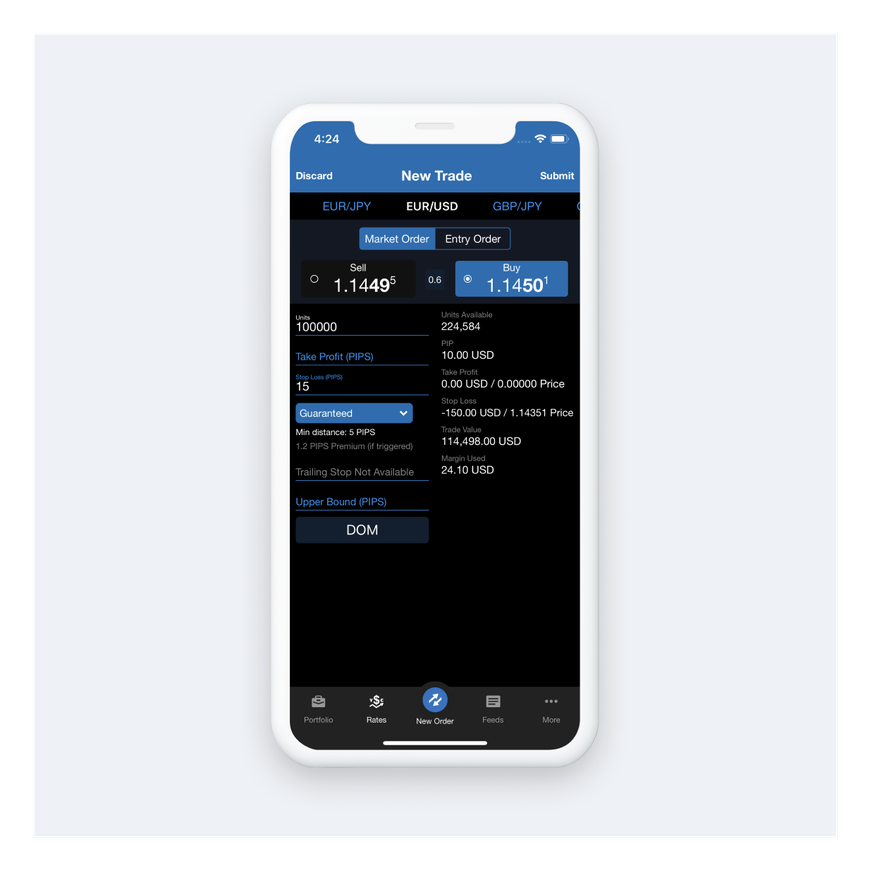 4:24
Discard New Trade Submit
EUR/JPY EUR/USD GBP/JPY
Market Order Entry Order
Sell
1.14495
0.6
Buy
1.14501
Units
100000
Take Profit (PIPS)
Stop Loss (PIPS)
15
Guaranteed
Min distance: 5 PIPS
1.2 PIPS Premium (if triggered)
Trailing Stop Not Available
Upper Bound (PIPS)
DOM
Units Available
224,584
PIP
10.00 USD
Take Profit
0.00 USD / 0.00000 Price
Stop Loss
-150.00 USD / 1.14351 Price
Trade Value
114,498.00 USD
Margin Used
24.10 USD
Portfolio Rates New Order Feeds More